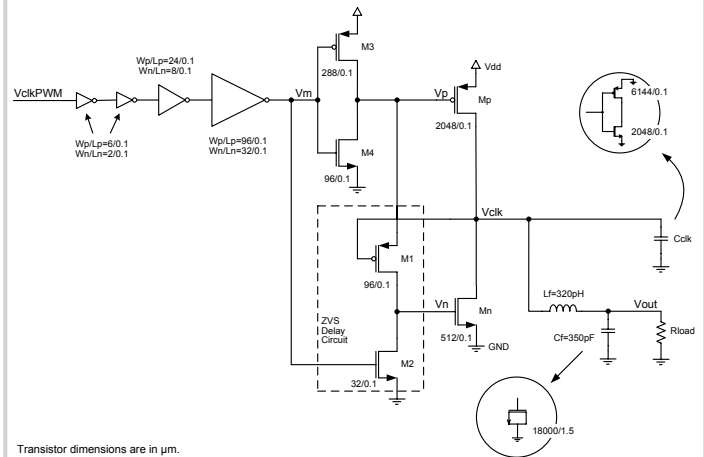 Wp/Lp=24/0.1
Wn/Ln=8/0.1
VclkPWM
Wp/Lp=6/0.1
Wn/Ln=2/0.1
Wp/Lp=96/0.1
Wn/Ln=32/0.1
Vm
M3
288/0.1
M4
96/0.1
Vp
Vdd
Mp
2048/0.1
6144/0.1
2048/0.1
Vclk
Cclk
M1
96/0.1
ZVS
Delay
Circuit
Vn
Mn
512/0.1
GND
M2
32/0.1
Lf=320pH
Vout
Cf=350pF
Rload
18000/1.5
Transistor dimensions are in µm.